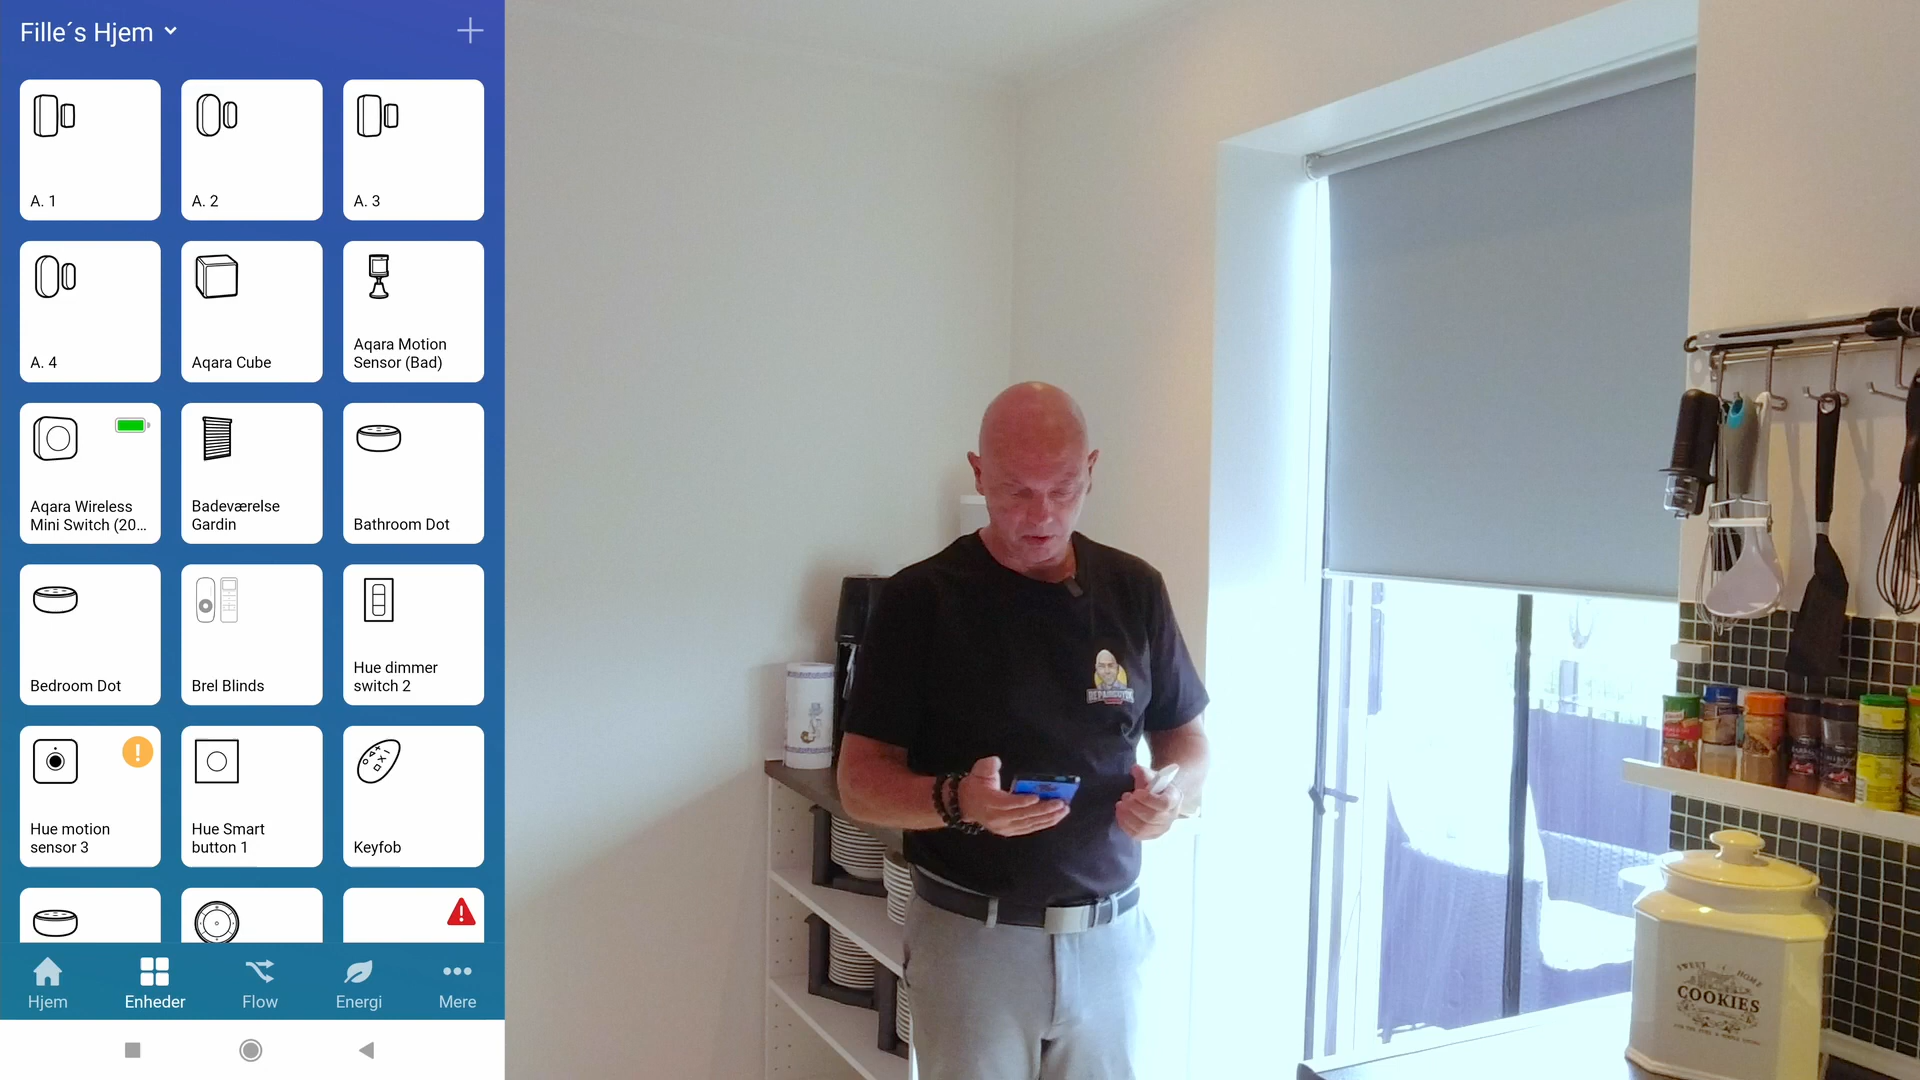 Fille´s Hjem
A. 1
A. 2
A. 3
A. 4
Aqara Cube
Aqara Motion
Sensor (Bad)
Aqara Wireless
Mini Switch (20...
Badeværelse
Gardin
Bathroom Dot
Bedroom Dot
Brel Blinds
Hue dimmer
switch 2
Hue motion
sensor 3
Hue Smart
button 1
Keyfob
Hjem
Enheder
Flow
Energi
Mere
SWEET HOME
COOKIES